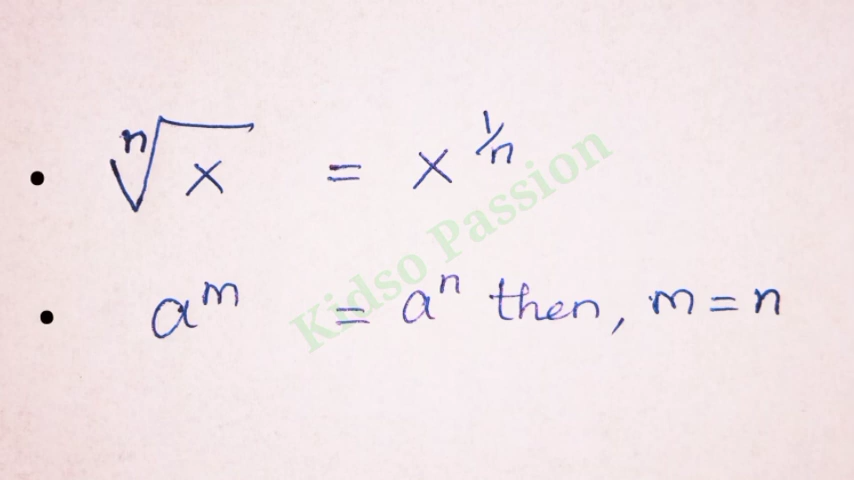 • ⁿ√x = x^1/n
• a^m = a^n then, m = n
Kidso Passion